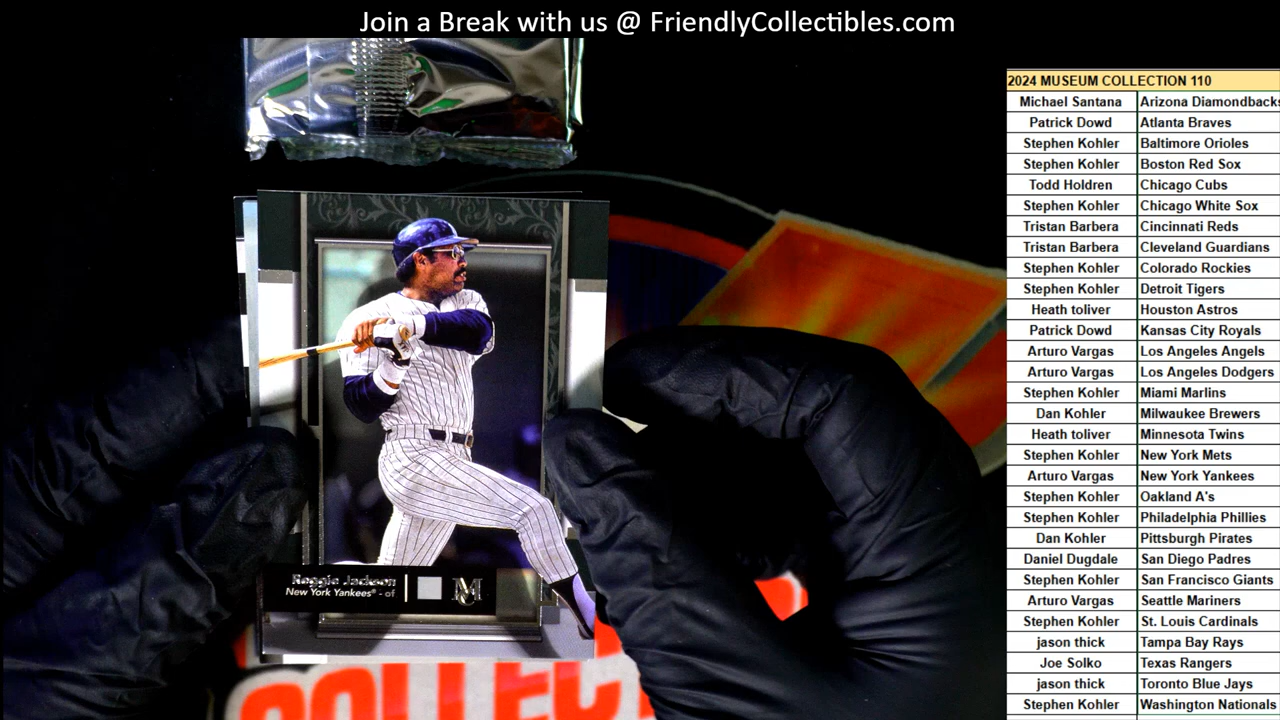 Join a Break with us @ FriendlyCollectibles.com
2024 MUSEUM COLLECTION 110
Michael Santana Arizona Diamondbacks
Patrick Dowd Atlanta Braves
Stephen Kohler Baltimore Orioles
Stephen Kohler Boston Red Sox
Todd Holdren Chicago Cubs
Stephen Kohler Chicago White Sox
Tristan Barbera Cincinnati Reds
Tristan Barbera Cleveland Guardians
Stephen Kohler Colorado Rockies
Stephen Kohler Detroit Tigers
Heath toliver Houston Astros
Patrick Dowd Kansas City Royals
Arturo Vargas Los Angeles Angels
Arturo Vargas Los Angeles Dodgers
Stephen Kohler Miami Marlins
Dan Kohler Milwaukee Brewers
Heath toliver Minnesota Twins
Stephen Kohler New York Mets
Arturo Vargas New York Yankees
Stephen Kohler Oakland A's
Stephen Kohler Philadelphia Phillies
Dan Kohler Pittsburgh Pirates
Daniel Dugdale San Diego Padres
Stephen Kohler San Francisco Giants
Arturo Vargas Seattle Mariners
Stephen Kohler St. Louis Cardinals
jason thick Tampa Bay Rays
Joe Solko Texas Rangers
jason thick Toronto Blue Jays
Stephen Kohler Washington Nationals
Reggie Jackson
New York Yankees® - of
MC
COLLECT